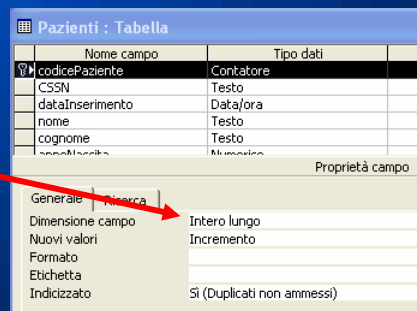 Pazienti : Tabella
Nome campo Tipo dati
codicePaziente Contatore
CSSN Testo
dataInserimento Data/ora
nome Testo
cognome Testo
annoNascita Numerico
Proprietà campo
Generale Ricerca
Dimensione campo Intero lungo
Nuovi valori Incremento
Formato
Etichetta
Indicizzato Sì (Duplicati non ammessi)